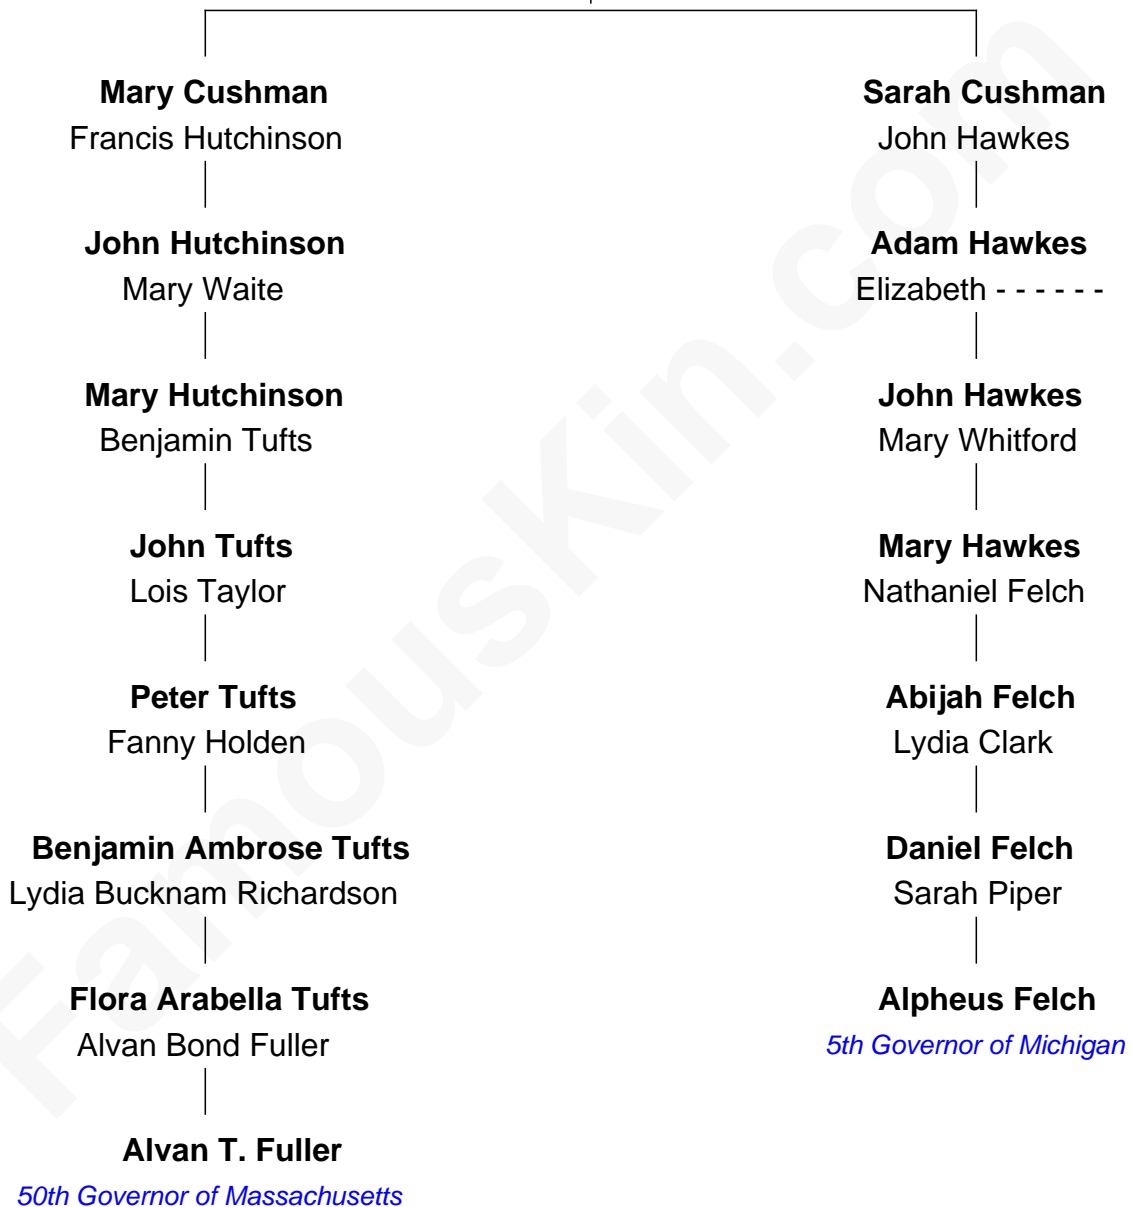 Mary Cushman
Francis Hutchinson
Sarah Cushman
John Hawkes
John Hutchinson
Mary Waite
Adam Hawkes
Elizabeth - - - - - -
Mary Hutchinson
Benjamin Tufts
John Hawkes
Mary Whitford
John Tufts
Lois Taylor
Mary Hawkes
Nathaniel Felch
Peter Tufts
Fanny Holden
Abijah Felch
Lydia Clark
Benjamin Ambrose Tufts
Lydia Bucknam Richardson
Daniel Felch
Sarah Piper
Flora Arabella Tufts
Alvan Bond Fuller
Alpheus Felch
5th Governor of Michigan
Alvan T. Fuller
50th Governor of Massachusetts
FamousKin.com